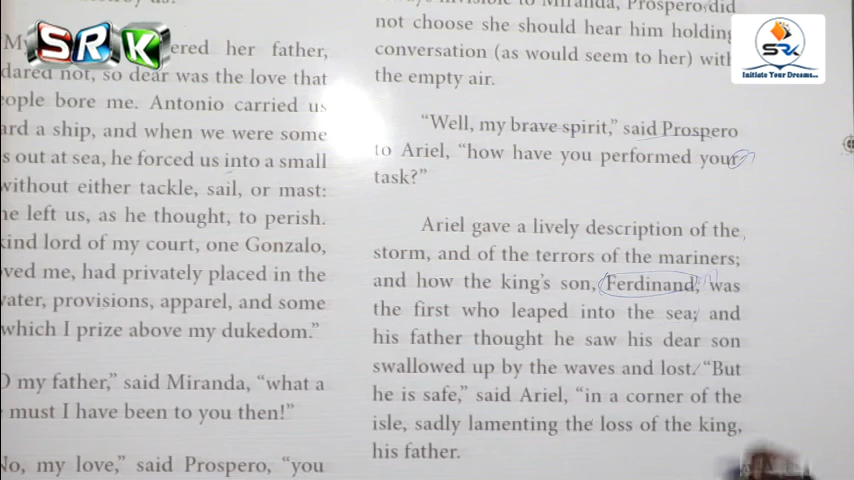 SRK
My
ered her father,
dared not, so dear was the love that
eople bore me. Antonio carried us
ard a ship, and when we were some
s out at sea, he forced us into a small
without either tackle, sail, or mast:
he left us, as he thought, to perish.
kind lord of my court, one Gonzalo,
oved me, had privately placed in the
water, provisions, apparel, and some
which I prize above my dukedom."
O my father," said Miranda, "what a
must I have been to you then!"
No, my love," said Prospero, "you
invisible to Miranda, Prospero, did
not choose she should hear him holding
conversation (as would seem to her) with
the empty air.
"Well, my brave spirit," said Prospero
to Ariel, "how have you performed your
task?"
Ariel gave a lively description of the
storm, and of the terrors of the mariners;
and how the king's son, Ferdinand, was
the first who leaped into the sea; and
his father thought he saw his dear son
swallowed up by the waves and lost. "But
he is safe," said Ariel, "in a corner of the
isle, sadly lamenting the loss of the king,
his father.
SRK
Initiate Your Dreams..